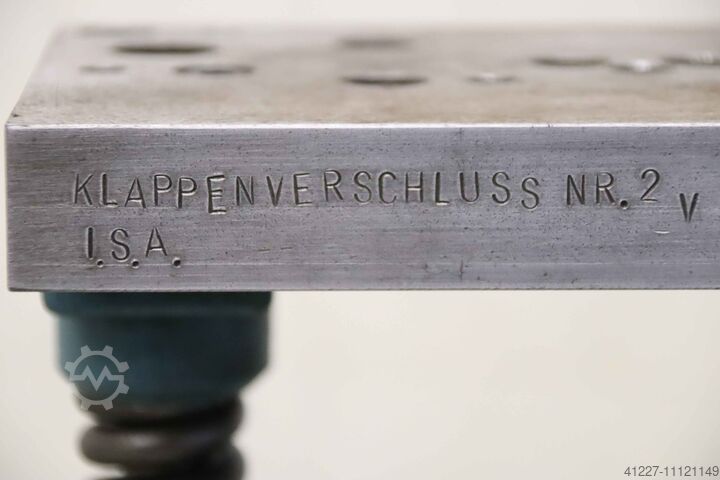 KLAPPENVERSCHLUSS NR.2 V
I.S.A.
41227-11121149